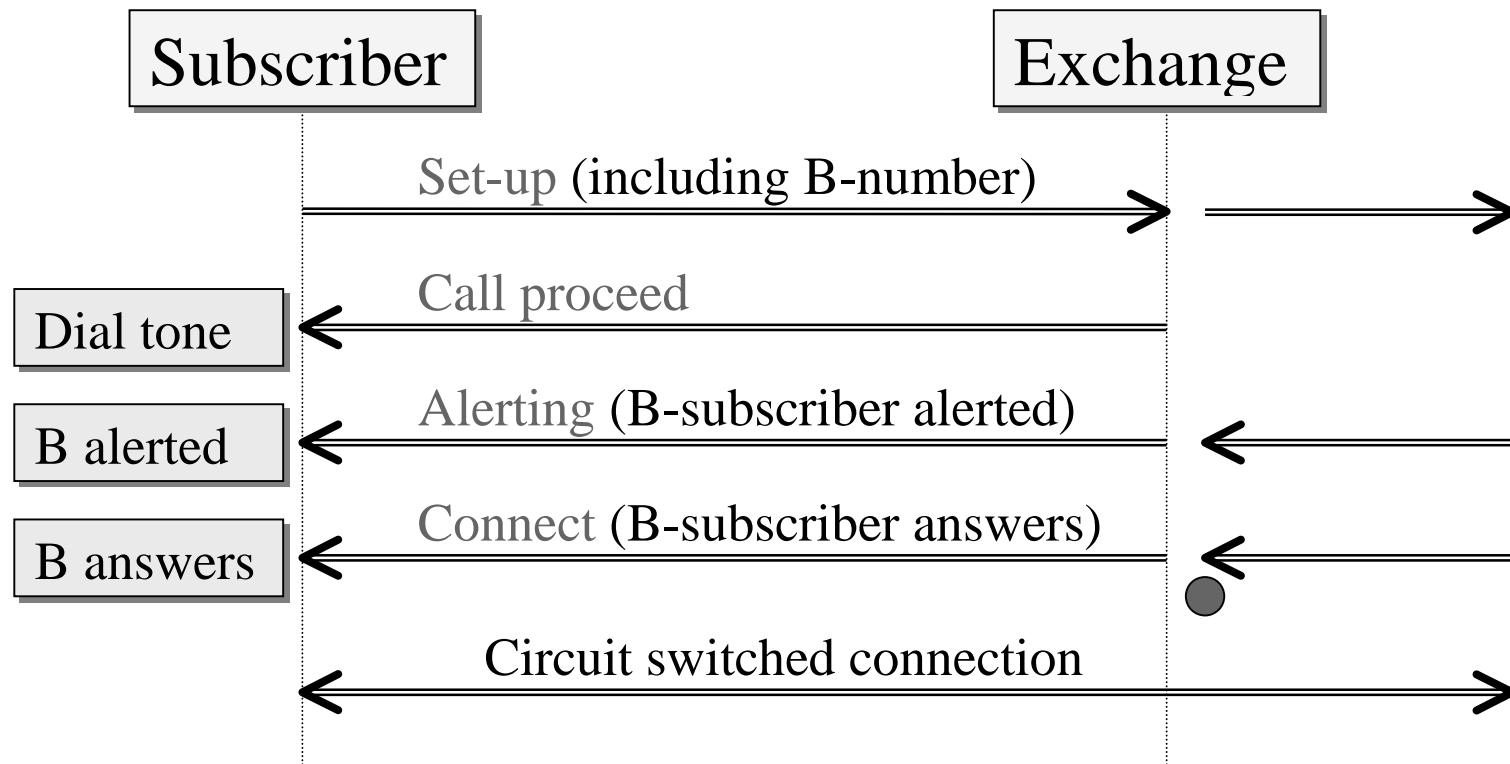 Subscriber
Exchange
Set-up (including B-number)
Call proceed
Dial tone
Alerting (B-subscriber alerted)
B alerted
Connect (B-subscriber answers)
B answers
Circuit switched connection